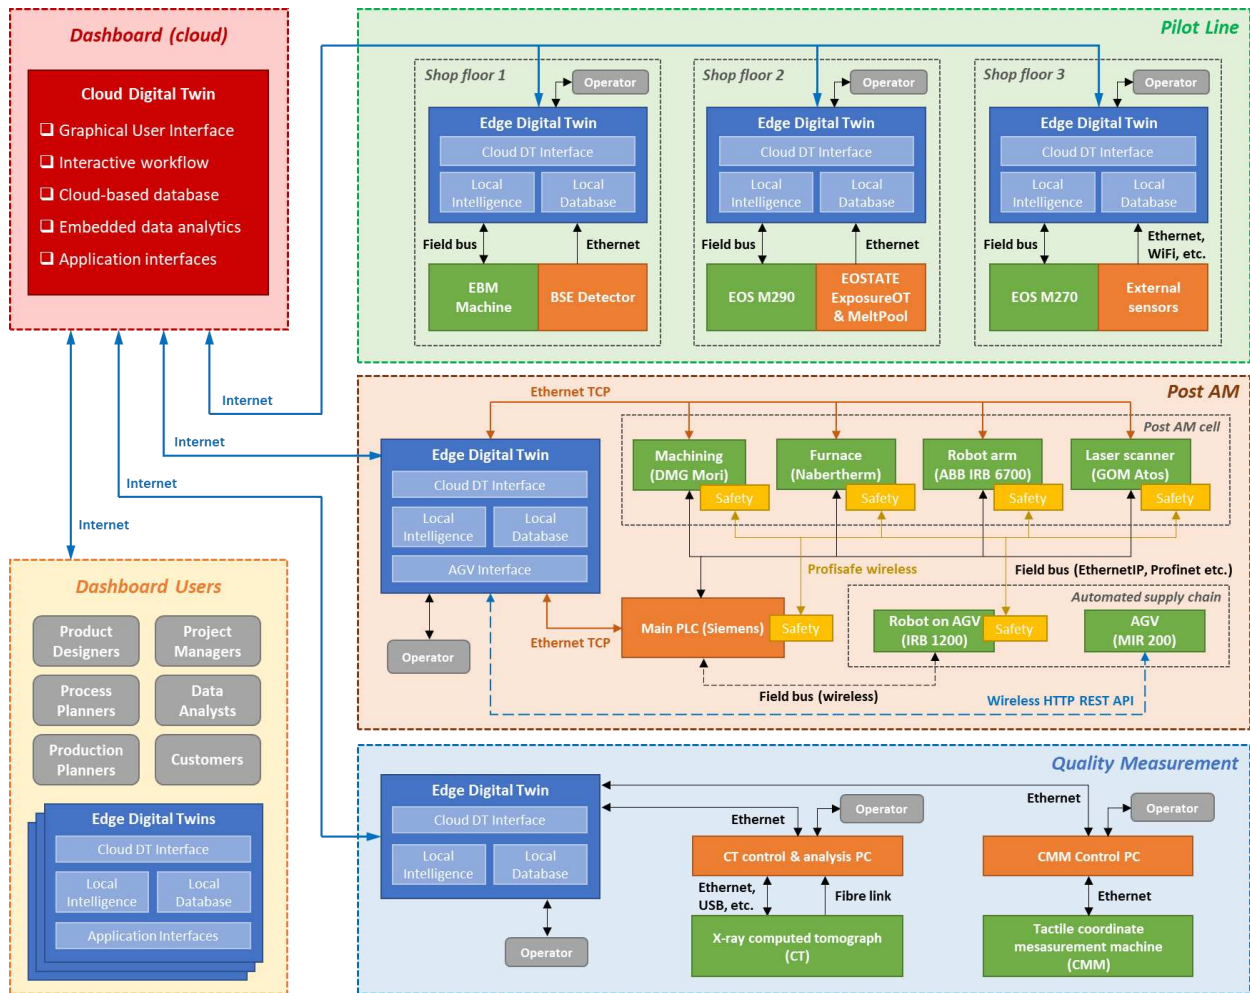 Dashboard (cloud)
Cloud Digital Twin
❑ Graphical User Interface
❑ Interactive workflow
❑ Cloud-based database
❑ Embedded data analytics
❑ Application interfaces
Internet
Internet
Internet
Internet
Dashboard Users
Product
Designers
Project
Managers
Process
Planners
Data
Analysts
Production
Planners
Customers
Edge Digital Twins
Cloud DT Interface
Local
Intelligence
Local
Database
Application Interfaces
Pilot Line
Shop floor 1
Operator
Edge Digital Twin
Cloud DT Interface
Local
Intelligence
Local
Database
Field bus
Ethernet
EBM
Machine
BSE Detector
Shop floor 2
Operator
Edge Digital Twin
Cloud DT Interface
Local
Intelligence
Local
Database
Field bus
Ethernet
EOS M290
EOSTATE
ExposureOT
& MeltPool
Shop floor 3
Operator
Edge Digital Twin
Cloud DT Interface
Local
Intelligence
Local
Database
Field bus
Ethernet,
WiFi, etc.
EOS M270
External
sensors
Post AM
Ethernet TCP
Post AM cell
Edge Digital Twin
Cloud DT Interface
Local
Intelligence
Local
Database
AGV Interface
Machining
(DMG Mori)
Safety
Furnace
(Nabertherm)
Safety
Robot arm
(ABB IRB 6700)
Safety
Laser scanner
(GOM Atos)
Safety
Profisafe wireless
Field bus (EthernetIP, Profinet etc.)
Automated supply chain
Operator
Ethernet TCP
Main PLC (Siemens)
Safety
Robot on AGV
(IRB 1200)
Safety
AGV
(MIR 200)
Field bus (wireless)
Wireless HTTP REST API
Quality Measurement
Edge Digital Twin
Cloud DT Interface
Local
Intelligence
Local
Database
Operator
Ethernet
Operator
CT control & analysis PC
Ethernet,
USB, etc.
Fibre link
X-ray computed tomograph
(CT)
Ethernet
Operator
CMM Control PC
Ethernet
Tactile coordinate
mesasurement machine
(CMM)